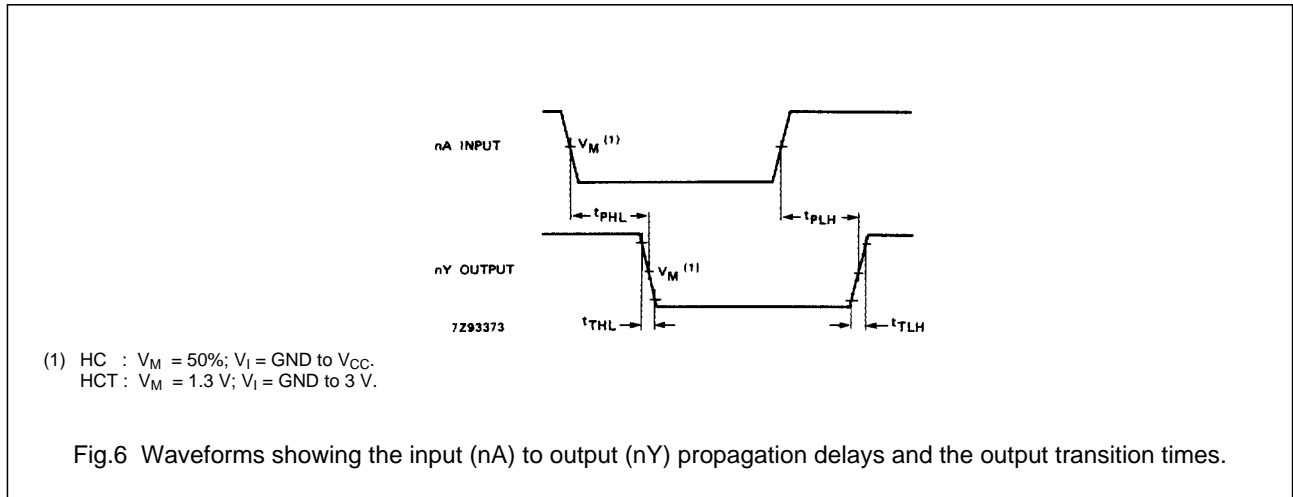 nA INPUT
VM (1)
tPHL
tPLH
nY OUTPUT
VM (1)
7Z93373
tTHL
tTLH
(1) HC : VM = 50%; VI = GND to VCC.
HCT : VM = 1.3 V; VI = GND to 3 V.
Fig.6 Waveforms showing the input (nA) to output (nY) propagation delays and the output transition times.